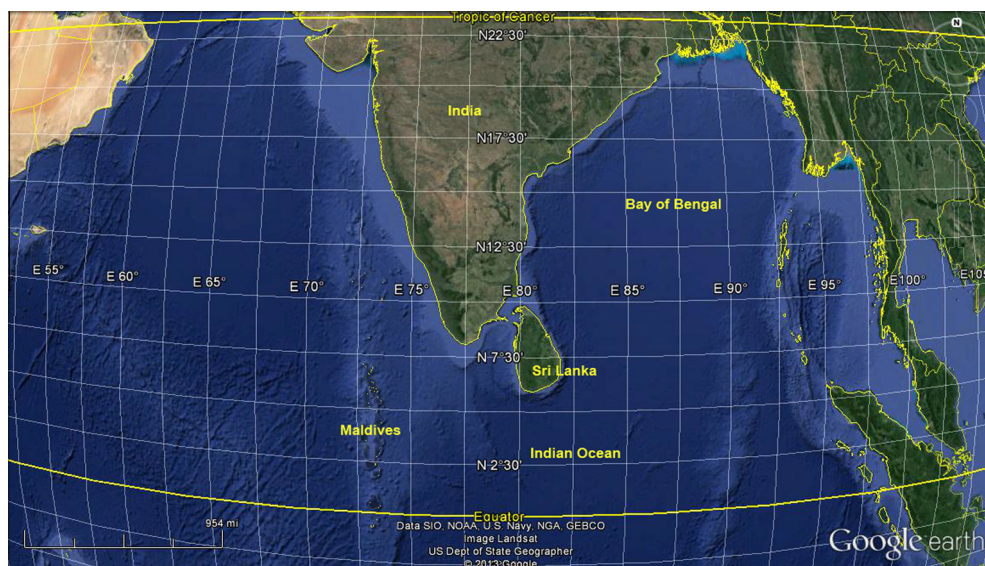 Tropic of Cancer
N
N22°30'
India
N17°30'
Bay of Bengal
N12°30'
E 55°
E 60°
E 65°
E 70°
E 75°
E 80°
E 85°
E 90°
E 95°
E100°
E105
N 7°30'
Sri Lanka
Maldives
Indian Ocean
N 2°30'
Equator
954 mi
Data SIO, NOAA, U.S. Navy, NGA, GEBCO
Image Landsat
US Dept of State Geographer
© 2013 Google
Google earth